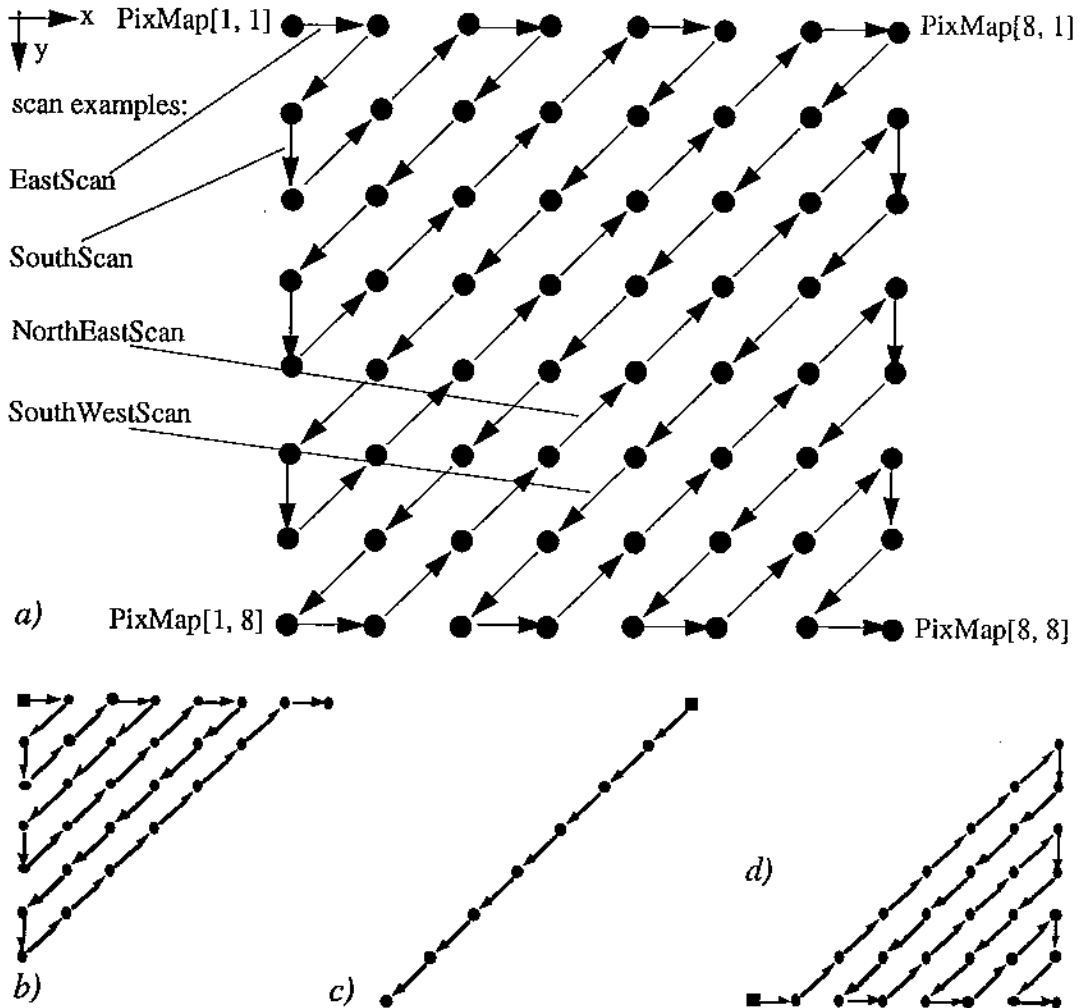 x PixMap[1, 1] PixMap[8, 1]
y
scan examples:
EastScan
SouthScan
NorthEastScan
SouthWestScan
a) PixMap[1, 8] PixMap[8, 8]
d)
b) c)